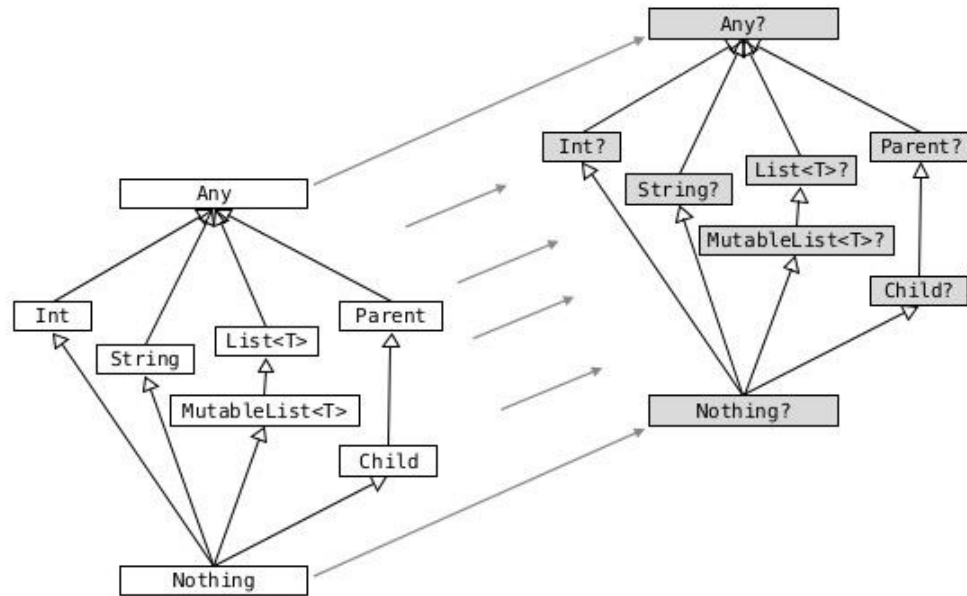 Any?
Int?
Parent?
List<T>?
String?
MutableList<T>?
Child?
Nothing?
Any
Int
Parent
List<T>
String
MutableList<T>
Child
Nothing